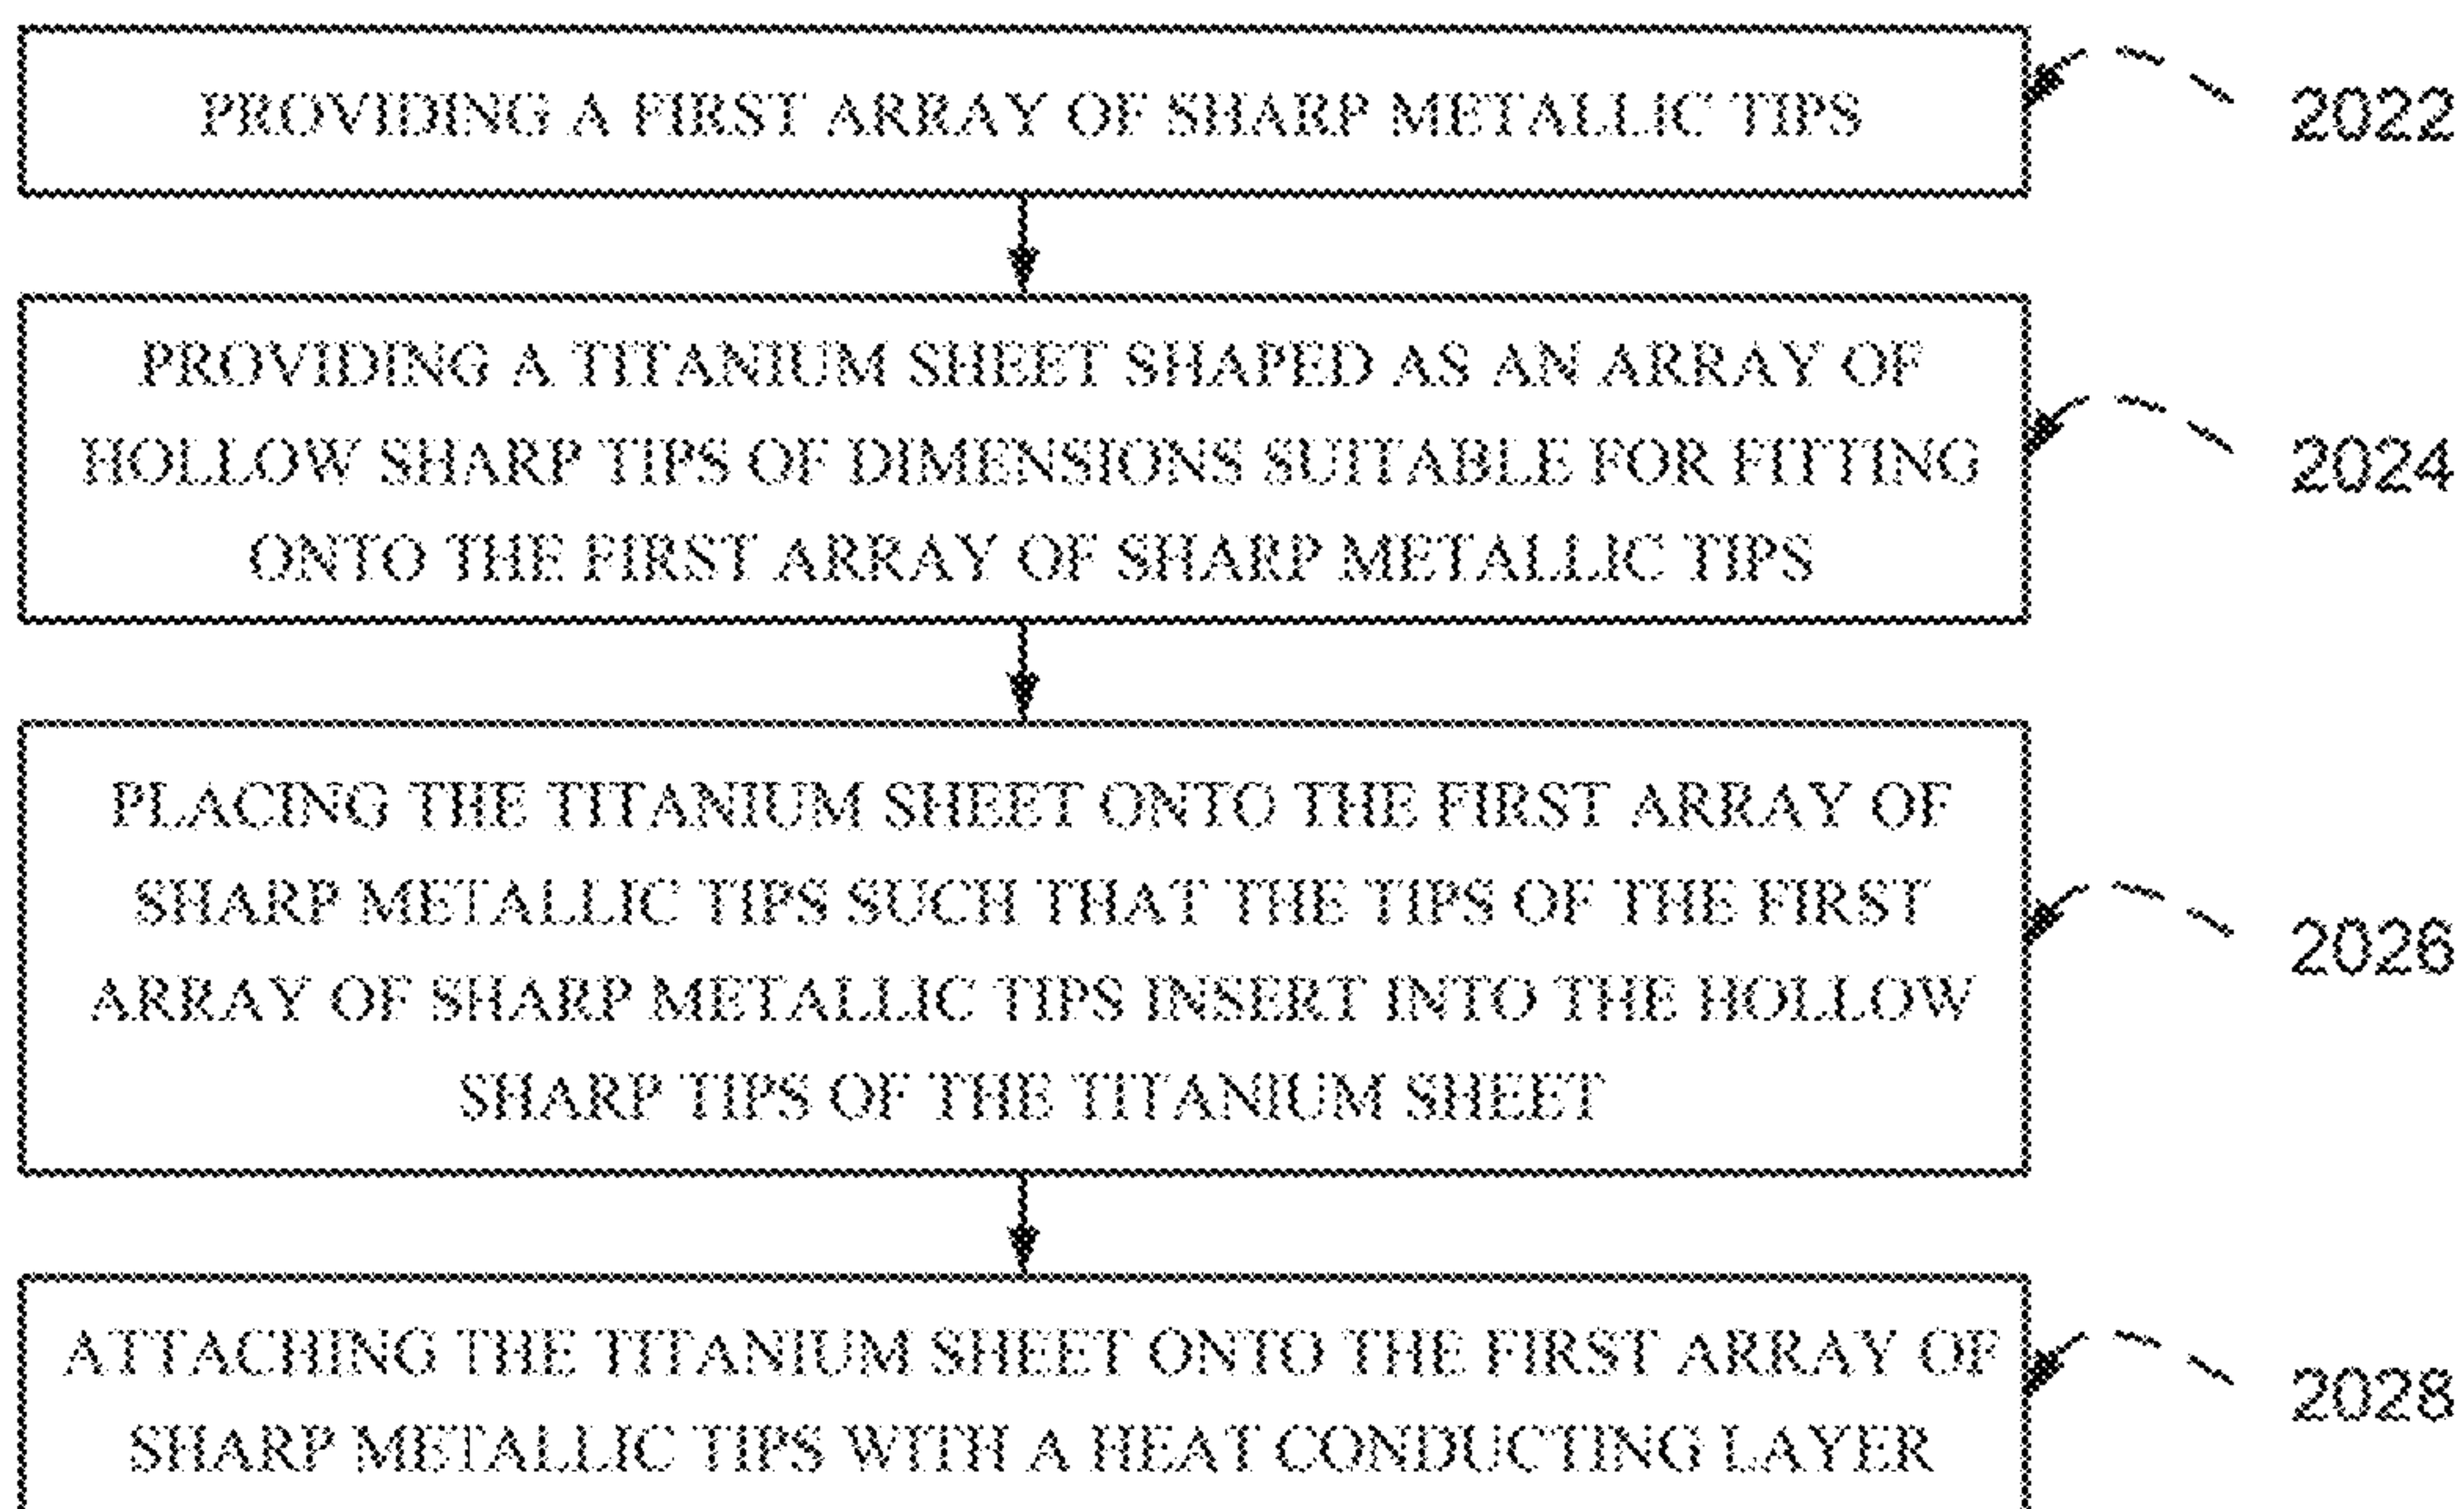 PROVIDING A FIRST ARRAY OF SHARP METALLIC TIPS
2022
PROVIDING A TITANIUM SHEET SHAPED AS AN ARRAY OF
HOLLOW SHARP TIPS OF DIMENSIONS SUITABLE FOR FITTING
ONTO THE FIRST ARRAY OF SHARP METALLIC TIPS
2024
PLACING THE TITANIUM SHEET ONTO THE FIRST ARRAY OF
SHARP METALLIC TIPS SUCH THAT THE TIPS OF THE FIRST
ARRAY OF SHARP METALLIC TIPS INSERT INTO THE HOLLOW
SHARP TIPS OF THE TITANIUM SHEET
2026
ATTACHING THE TITANIUM SHEET ONTO THE FIRST ARRAY OF
SHARP METALLIC TIPS WITH A HEAT CONDUCTING LAYER
2028